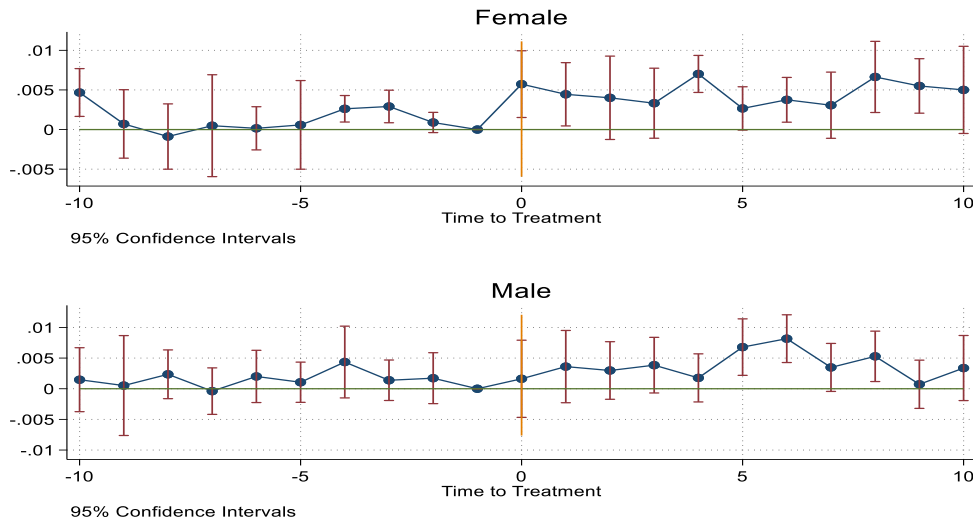 Female
.01
.005
0
-.005
-10 -5 0 5 10
Time to Treatment
95% Confidence Intervals
Male
.01
.005
0
-.005
-.01
-10 -5 0 5 10
Time to Treatment
95% Confidence Intervals